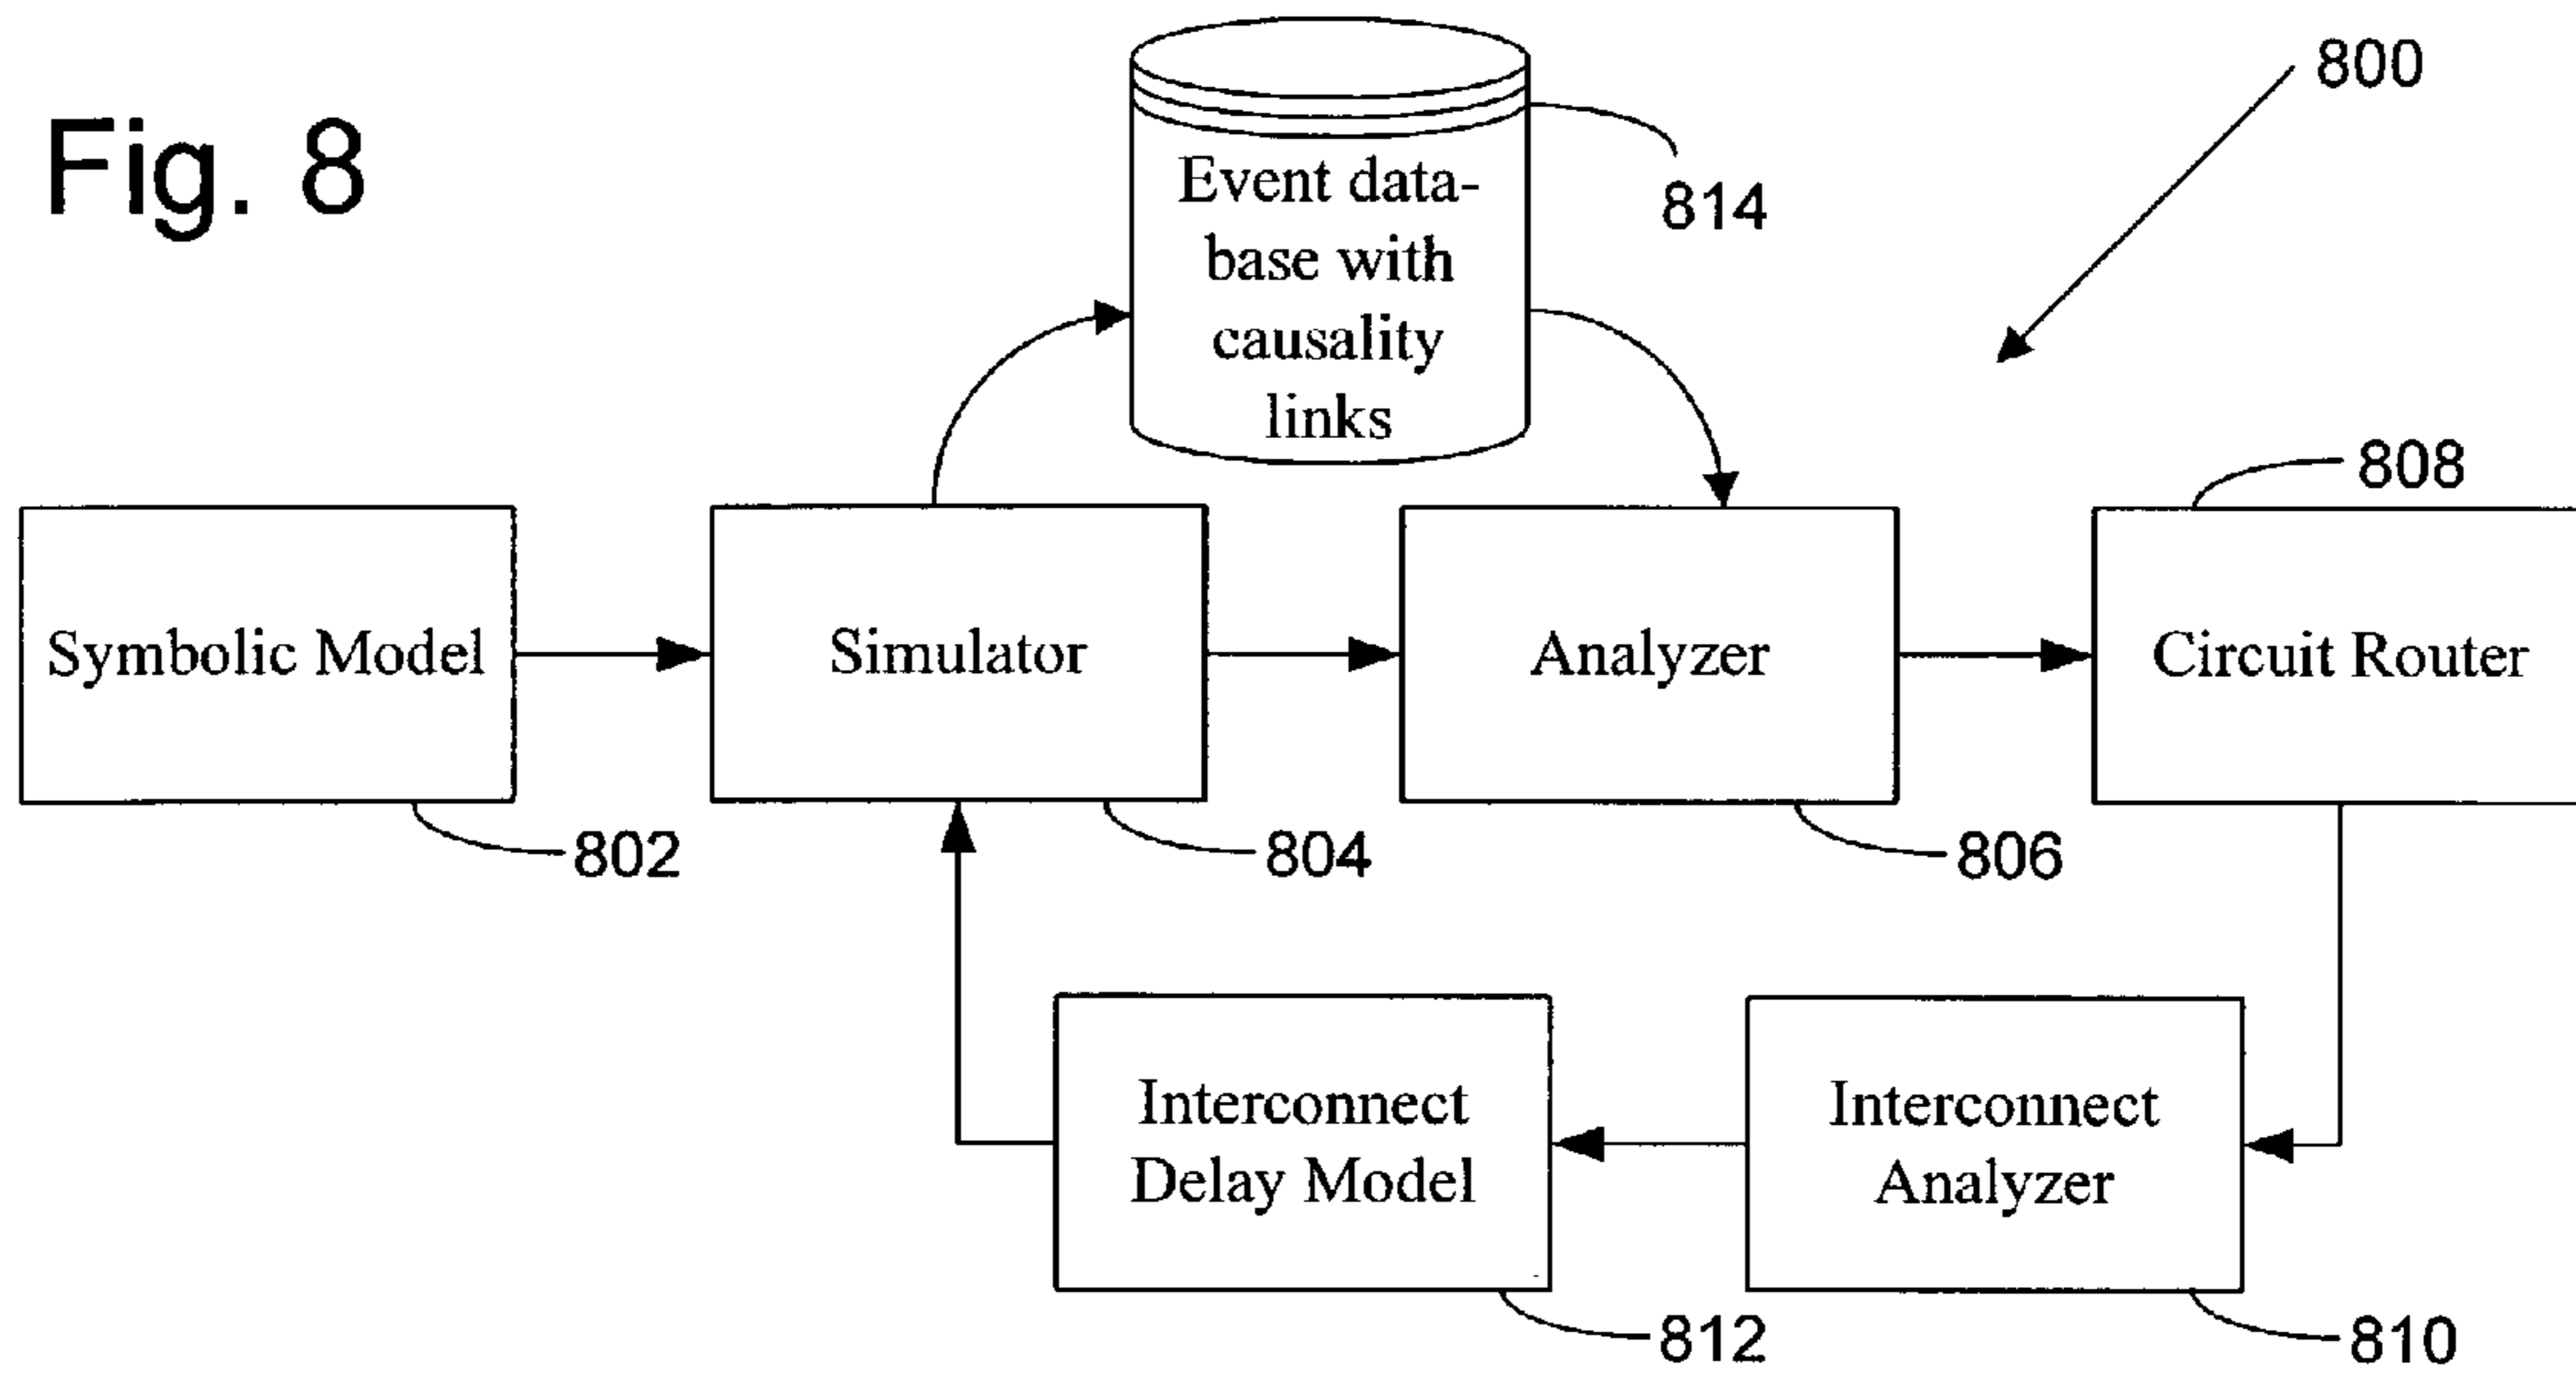 Fig. 8
800
Event data-
base with
causality
links
814
808
Symbolic Model
Simulator
Analyzer
Circuit Router
802
804
806
Interconnect
Delay Model
Interconnect
Analyzer
812
810